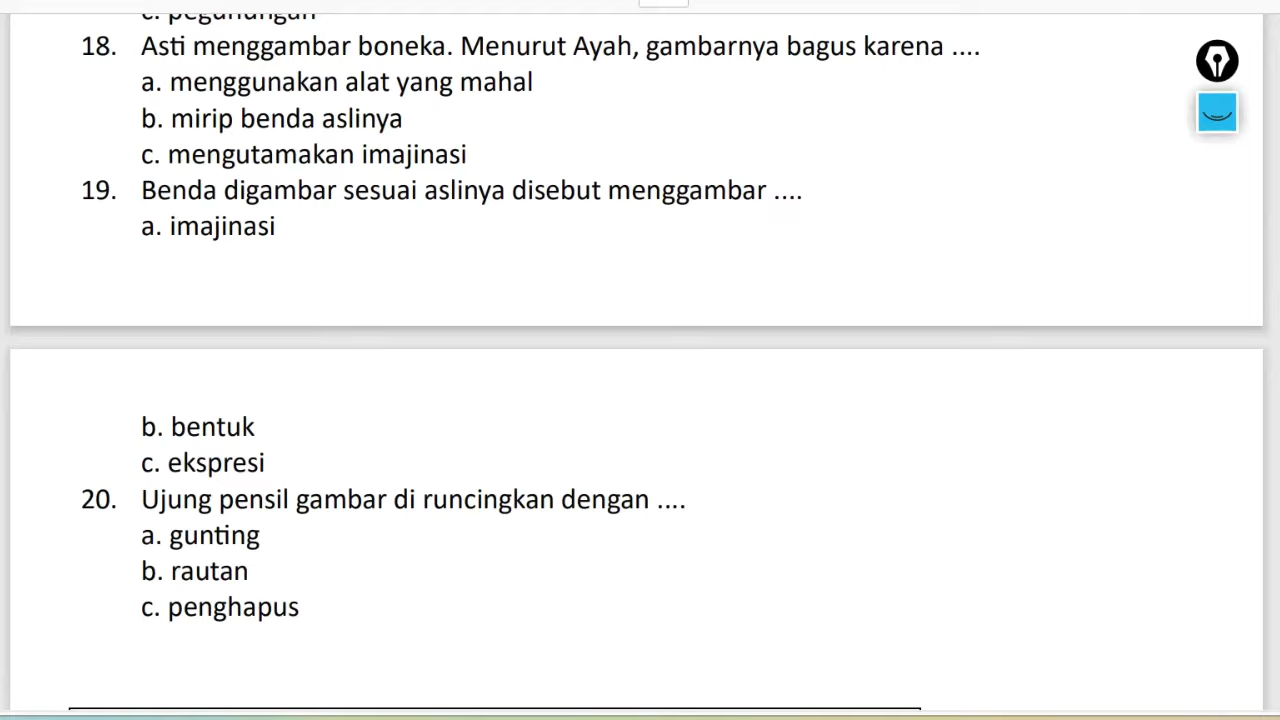 c. pegunungan
18. Asti menggambar boneka. Menurut Ayah, gambarnya bagus karena ....
a. menggunakan alat yang mahal
b. mirip benda aslinya
c. mengutamakan imajinasi
19. Benda digambar sesuai aslinya disebut menggambar ....
a. imajinasi
b. bentuk
c. ekspresi
20. Ujung pensil gambar di runcingkan dengan ....
a. gunting
b. rautan
c. penghapus